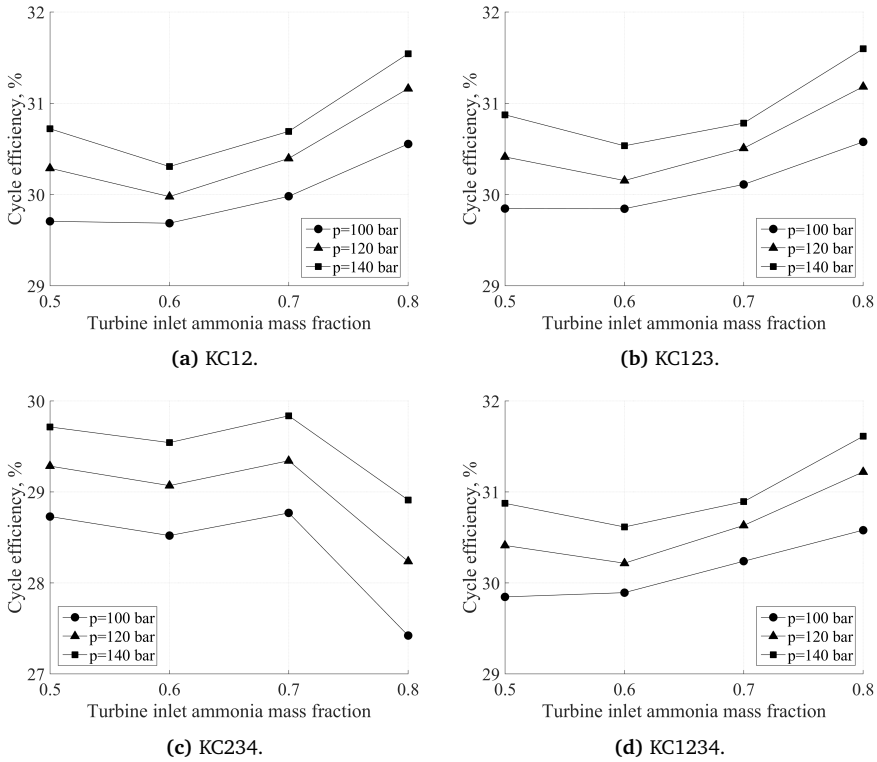 32
31
30
29
Cycle efficiency, %
p=100 bar
p=120 bar
p=140 bar
0.5 0.6 0.7 0.8
Turbine inlet ammonia mass fraction
(a) KC12.
32
31
30
29
Cycle efficiency, %
p=100 bar
p=120 bar
p=140 bar
0.5 0.6 0.7 0.8
Turbine inlet ammonia mass fraction
(b) KC123.
30
29
28
27
Cycle efficiency, %
p=100 bar
p=120 bar
p=140 bar
0.5 0.6 0.7 0.8
Turbine inlet ammonia mass fraction
(c) KC234.
32
31
30
29
Cycle efficiency, %
p=100 bar
p=120 bar
p=140 bar
0.5 0.6 0.7 0.8
Turbine inlet ammonia mass fraction
(d) KC1234.